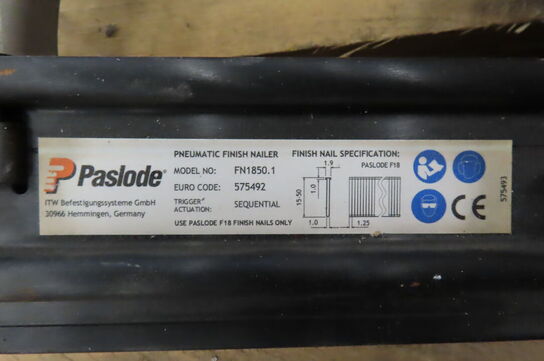 Paslode
ITW Befestigungssysteme GmbH
30966 Hemmingen, Germany
PNEUMATIC FINISH NAILER
MODEL NO: FN1850.1
EURO CODE: 575492
TRIGGER ACTUATION: SEQUENTIAL
USE PASLODE F18 FINISH NAILS ONLY
FINISH NAIL SPECIFICATION:
PASLODE F18
1.9
1.0
15-50
1.0
1.25
CE
575493